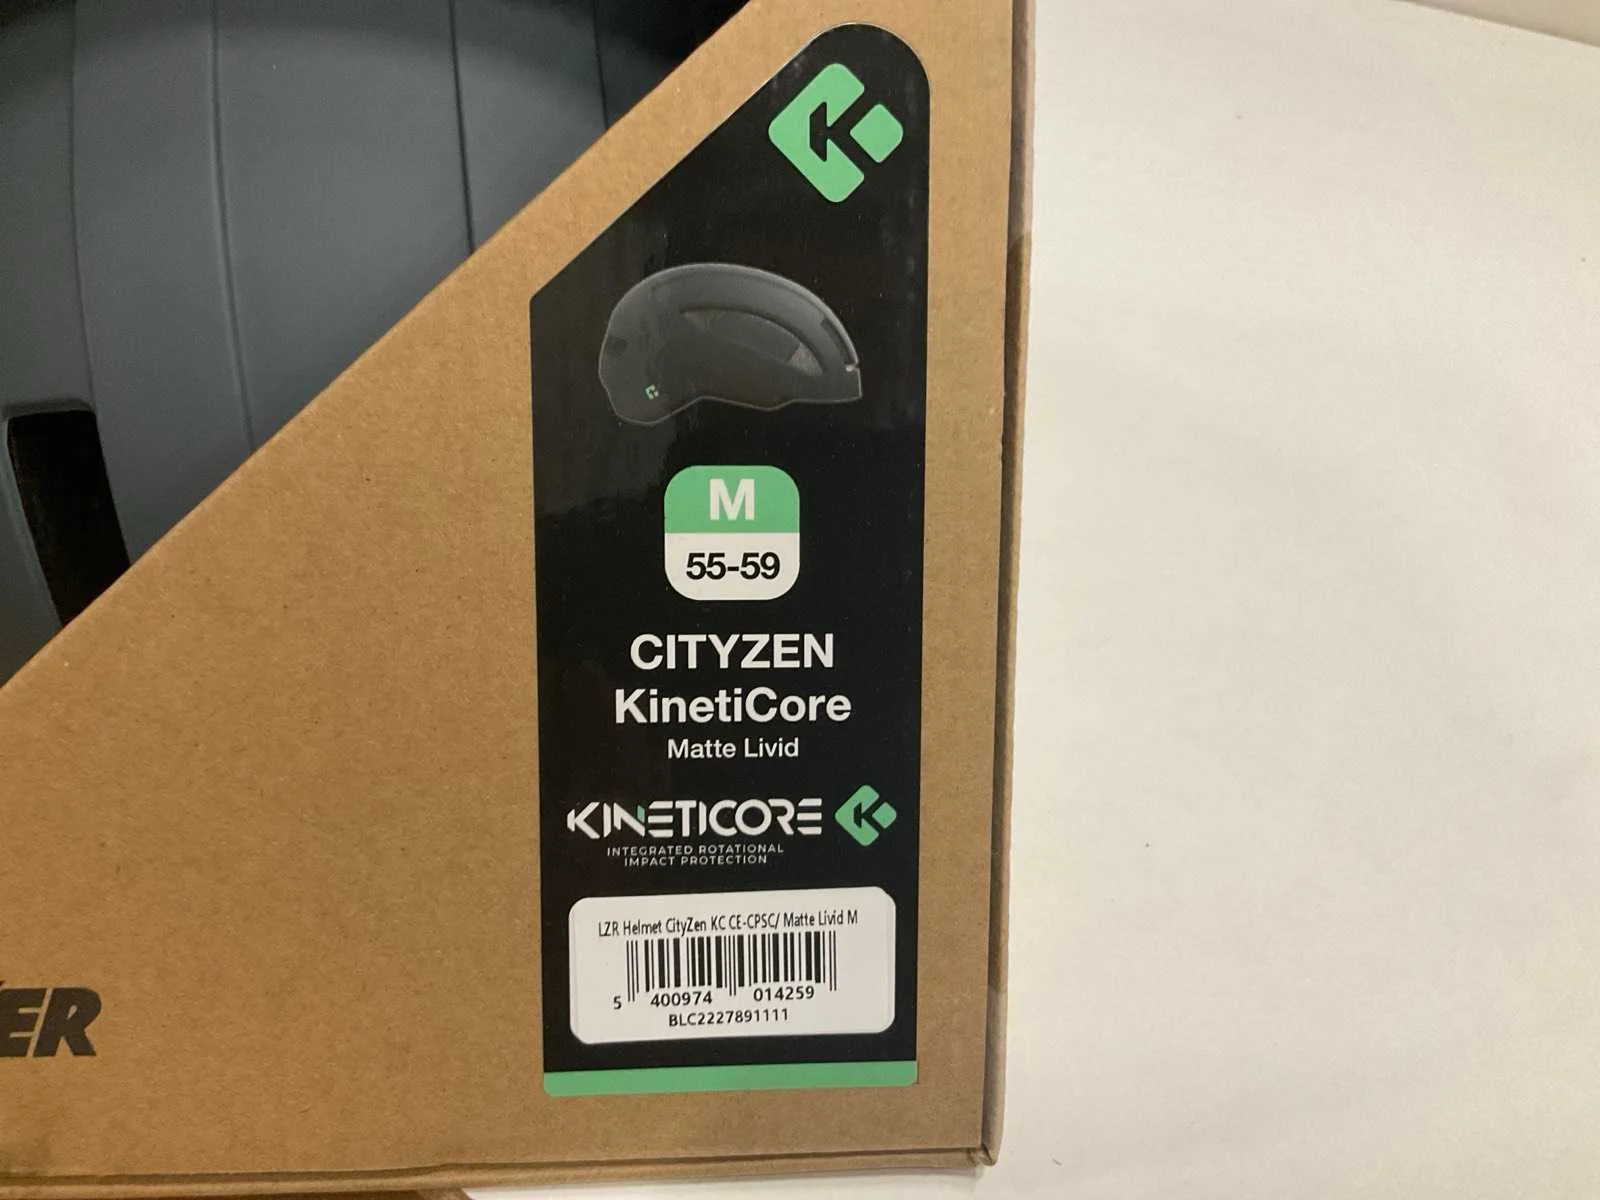 M
55-59
CITYZEN
KinetiCore
Matte Livid
KINETICORE
INTEGRATED ROTATIONAL
IMPACT PROTECTION
LZR Helmet CityZen KC CE-CPSC/ Matte Livid M
5 400974 014259
BLC2227891111
ER